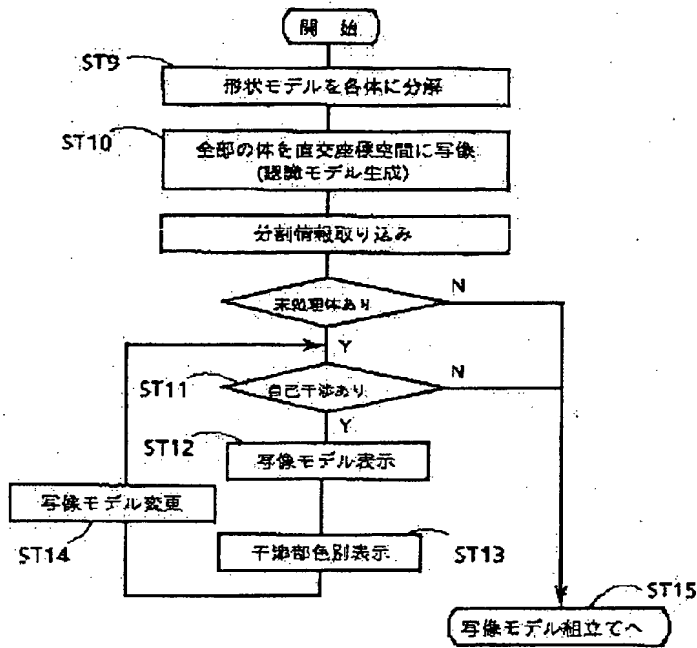 開 始
ST9
形状モデルを各体に分解
ST10
全部の体を直交座標空間に写像
(認識モデル生成)
分割情報取り込み
未処理体あり
N
Y
ST11
自己干渉あり
N
Y
ST12
写像モデル表示
写像モデル変更
ST14
干渉部色別表示
ST13
ST15
写像モデル組立てへ